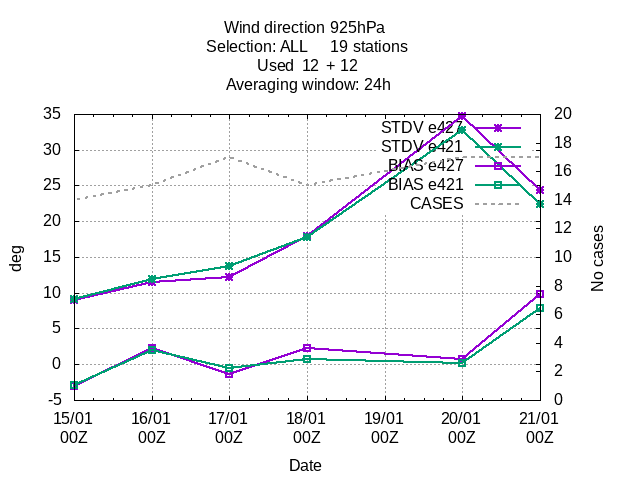 Wind direction 925hPa
Selection: ALL 19 stations
Used 12 + 12
Averaging window: 24h
35
30
25
20
15
10
5
0
-5
deg
20
18
16
14
12
10
8
6
4
2
0
No cases
STDV e427
STDV e421
BIAS e427
BIAS e421
CASES
15/01 16/01 17/01 18/01 19/01 20/01 21/01
00Z 00Z 00Z 00Z 00Z 00Z 00Z
Date